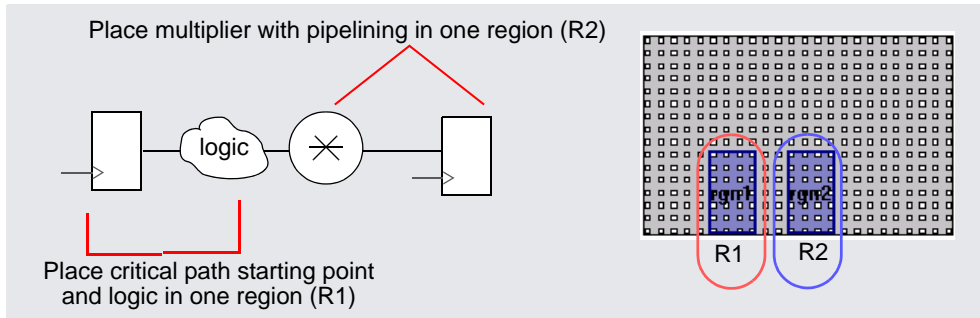 Place multiplier with pipelining in one region (R2)
logic
Place critical path starting point
and logic in one region (R1)
rgn1
rgn2
R1
R2